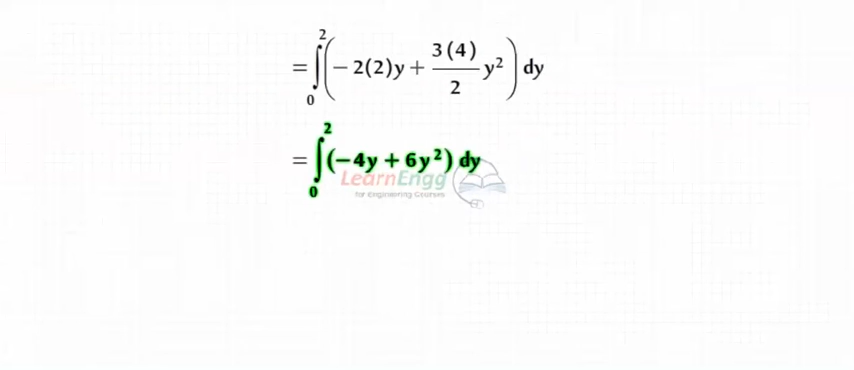 = ∫₀² (− 2(2)y + 3(4)/2 y²) dy
= ∫₀² (−4y + 6y²) dy
LearnEngg
for Engineering Courses